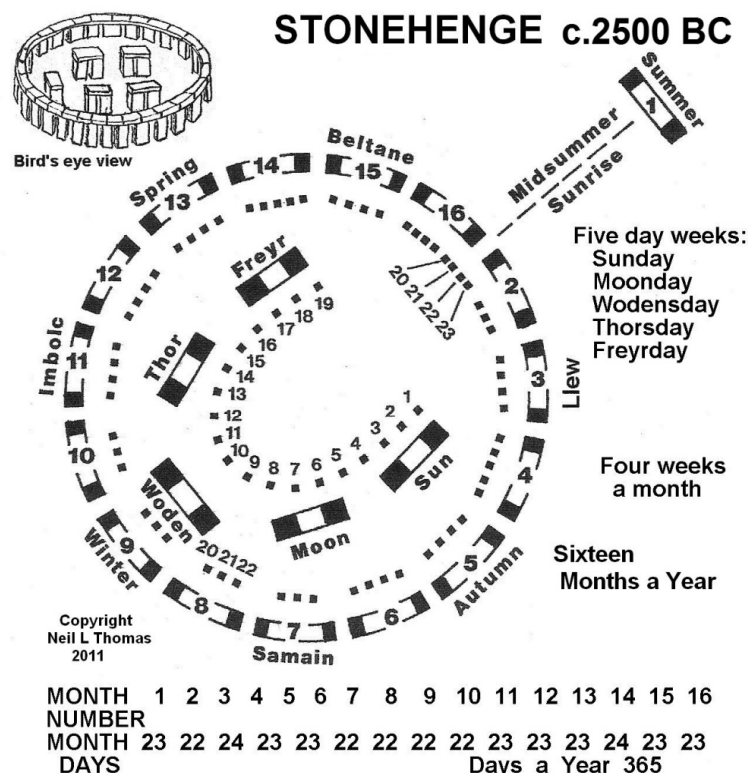 STONEHENGE c.2500 BC
Bird's eye view
Summer
1
Midsummer
Sunrise
Beltane
Spring
Imbolc
Winter
Samain
Autumn
Llew
2
3
4
5
6
7
8
9
10
11
12
13
14
15
16
20
21
22
23
Freyr
Thor
Woden
Moon
Sun
1
2
3
4
5
6
7
8
9
10
11
12
13
14
15
16
17
18
19
20 21 22
Five day weeks:
Sunday
Moonday
Wodensday
Thorsday
Freyrday
Four weeks
a month
Sixteen
Months a Year
Copyright
Neil L Thomas
2011
MONTH 1 2 3 4 5 6 7 8 9 10 11 12 13 14 15 16
NUMBER
MONTH 23 22 24 23 23 22 22 22 22 23 23 23 23 24 23 23
DAYS Days a Year 365